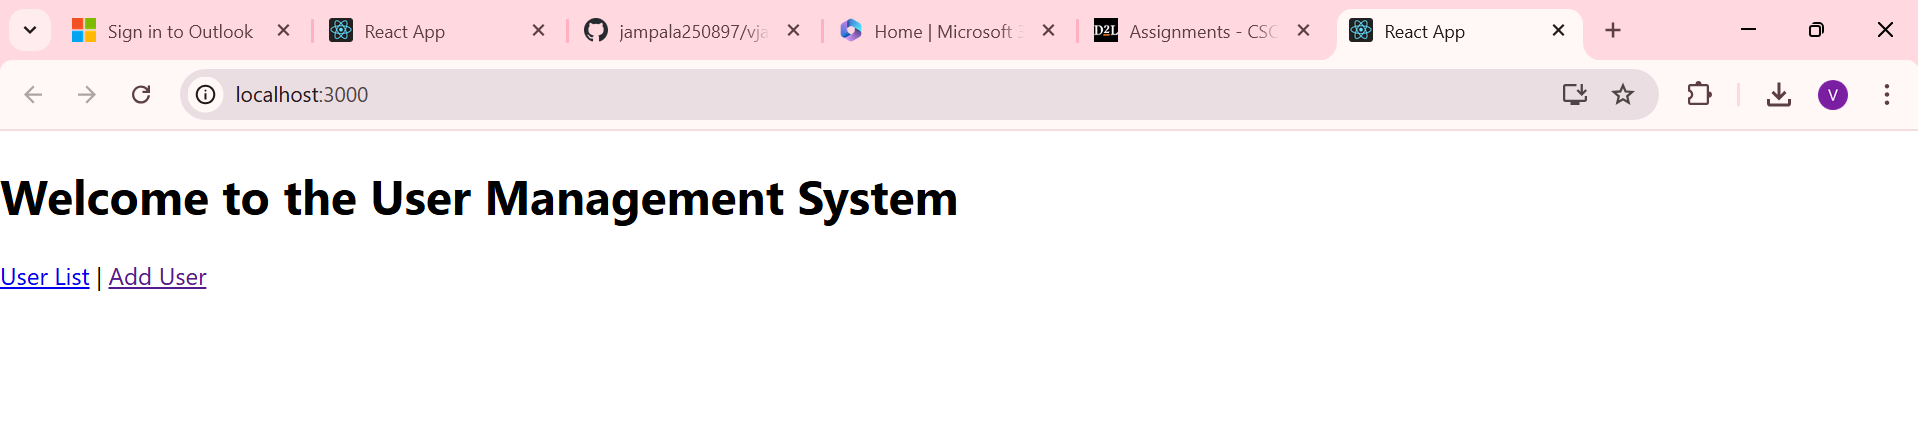 Sign in to Outlook
React App
jampala250897/vja
Home | Microsoft 3
D2L
Assignments - CSC
React App
localhost:3000
V
Welcome to the User Management System
User List | Add User